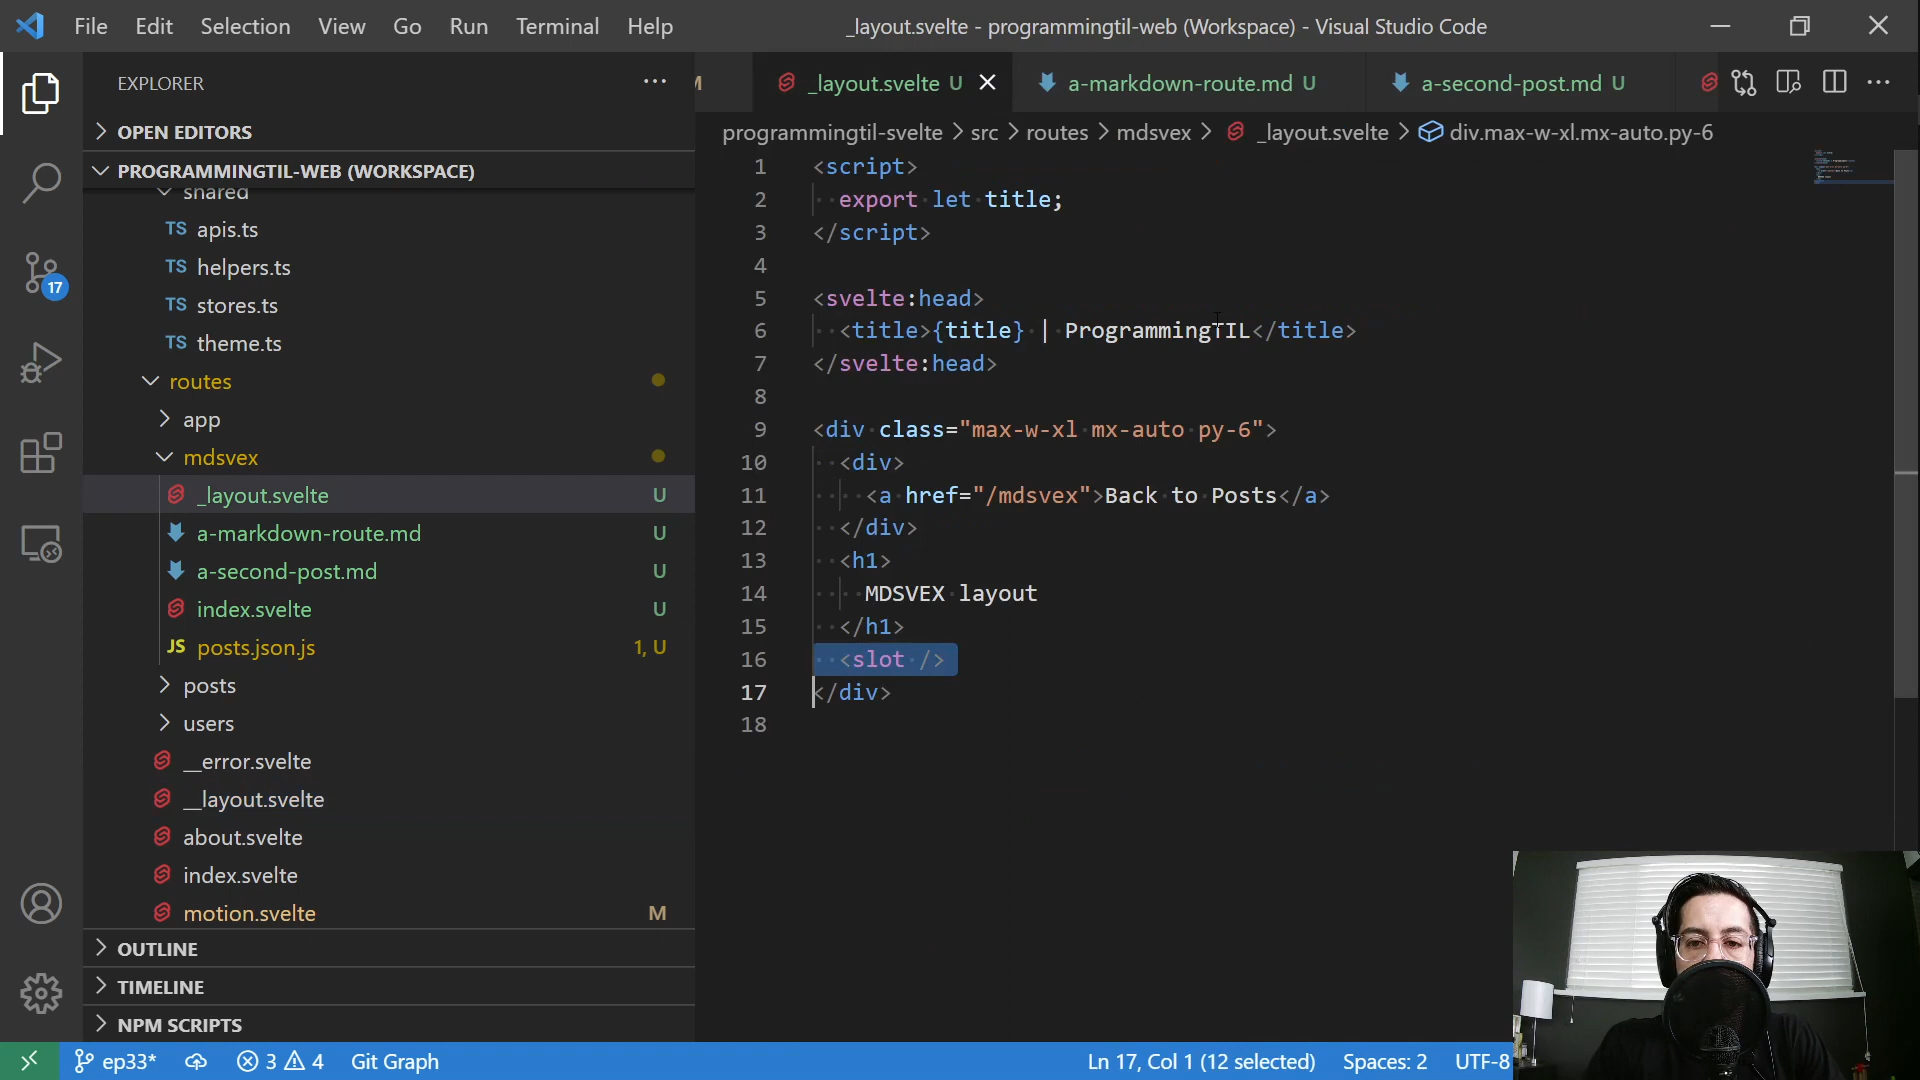 File Edit Selection View Go Run Terminal Help
_layout.svelte - programmingtil-web (Workspace) - Visual Studio Code
EXPLORER
OPEN EDITORS
PROGRAMMINGTIL-WEB (WORKSPACE)
shared
TS apis.ts
TS helpers.ts
TS stores.ts
TS theme.ts
routes
app
mdsvex
_layout.svelte U
a-markdown-route.md U
a-second-post.md U
index.svelte U
JS posts.json.js 1, U
posts
users
__error.svelte
__layout.svelte
about.svelte
index.svelte
motion.svelte M
OUTLINE
TIMELINE
NPM SCRIPTS
17
_layout.svelte U a-markdown-route.md U a-second-post.md U
programmingtil-svelte > src > routes > mdsvex > _layout.svelte > div.max-w-xl.mx-auto.py-6
1 <script>
2 export let title;
3 </script>
4
5 <svelte:head>
6 <title>{title} | ProgrammingTIL</title>
7 </svelte:head>
8
9 <div class="max-w-xl mx-auto py-6">
10 <div>
11 <a href="/mdsvex">Back to Posts</a>
12 </div>
13 <h1>
14 MDSVEX layout
15 </h1>
16 <slot />
17 </div>
18
ep33* 3 4 Git Graph Ln 17, Col 1 (12 selected) Spaces: 2 UTF-8